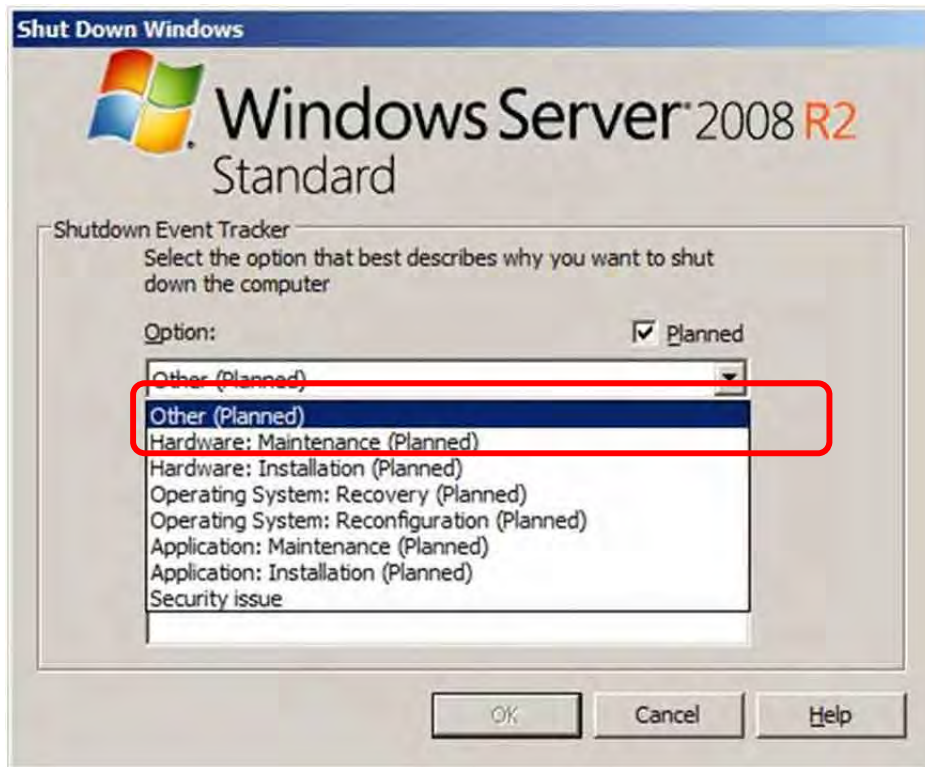 Shut Down Windows
Windows Server 2008 R2
Standard
Shutdown Event Tracker
Select the option that best describes why you want to shut
down the computer
Option:
Planned
Other (Planned)
Other (Planned)
Hardware: Maintenance (Planned)
Hardware: Installation (Planned)
Operating System: Recovery (Planned)
Operating System: Reconfiguration (Planned)
Application: Maintenance (Planned)
Application: Installation (Planned)
Security issue
OK
Cancel
Help